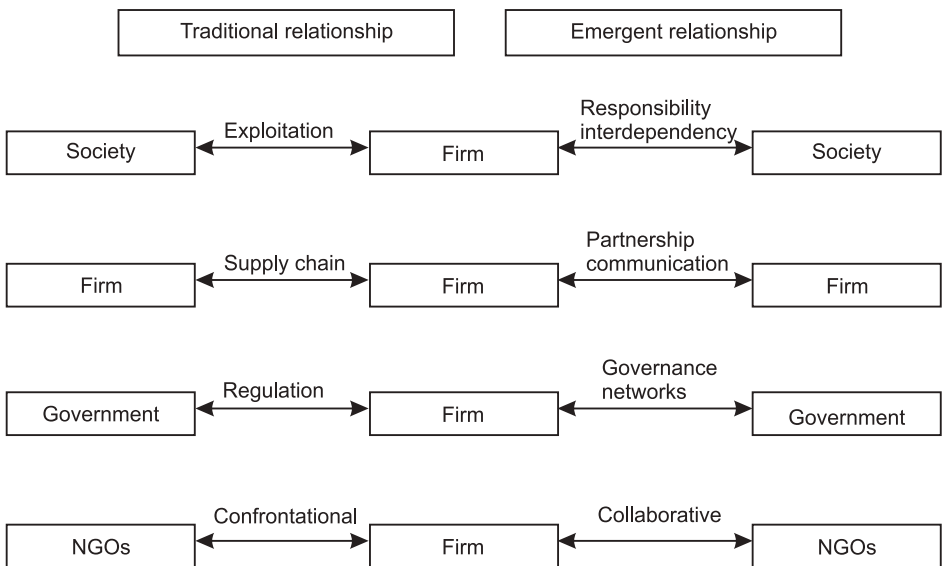 Traditional relationship
Emergent relationship
Society
Exploitation
Firm
Responsibility
interdependency
Society
Firm
Supply chain
Firm
Partnership
communication
Firm
Government
Regulation
Firm
Governance
networks
Government
NGOs
Confrontational
Firm
Collaborative
NGOs